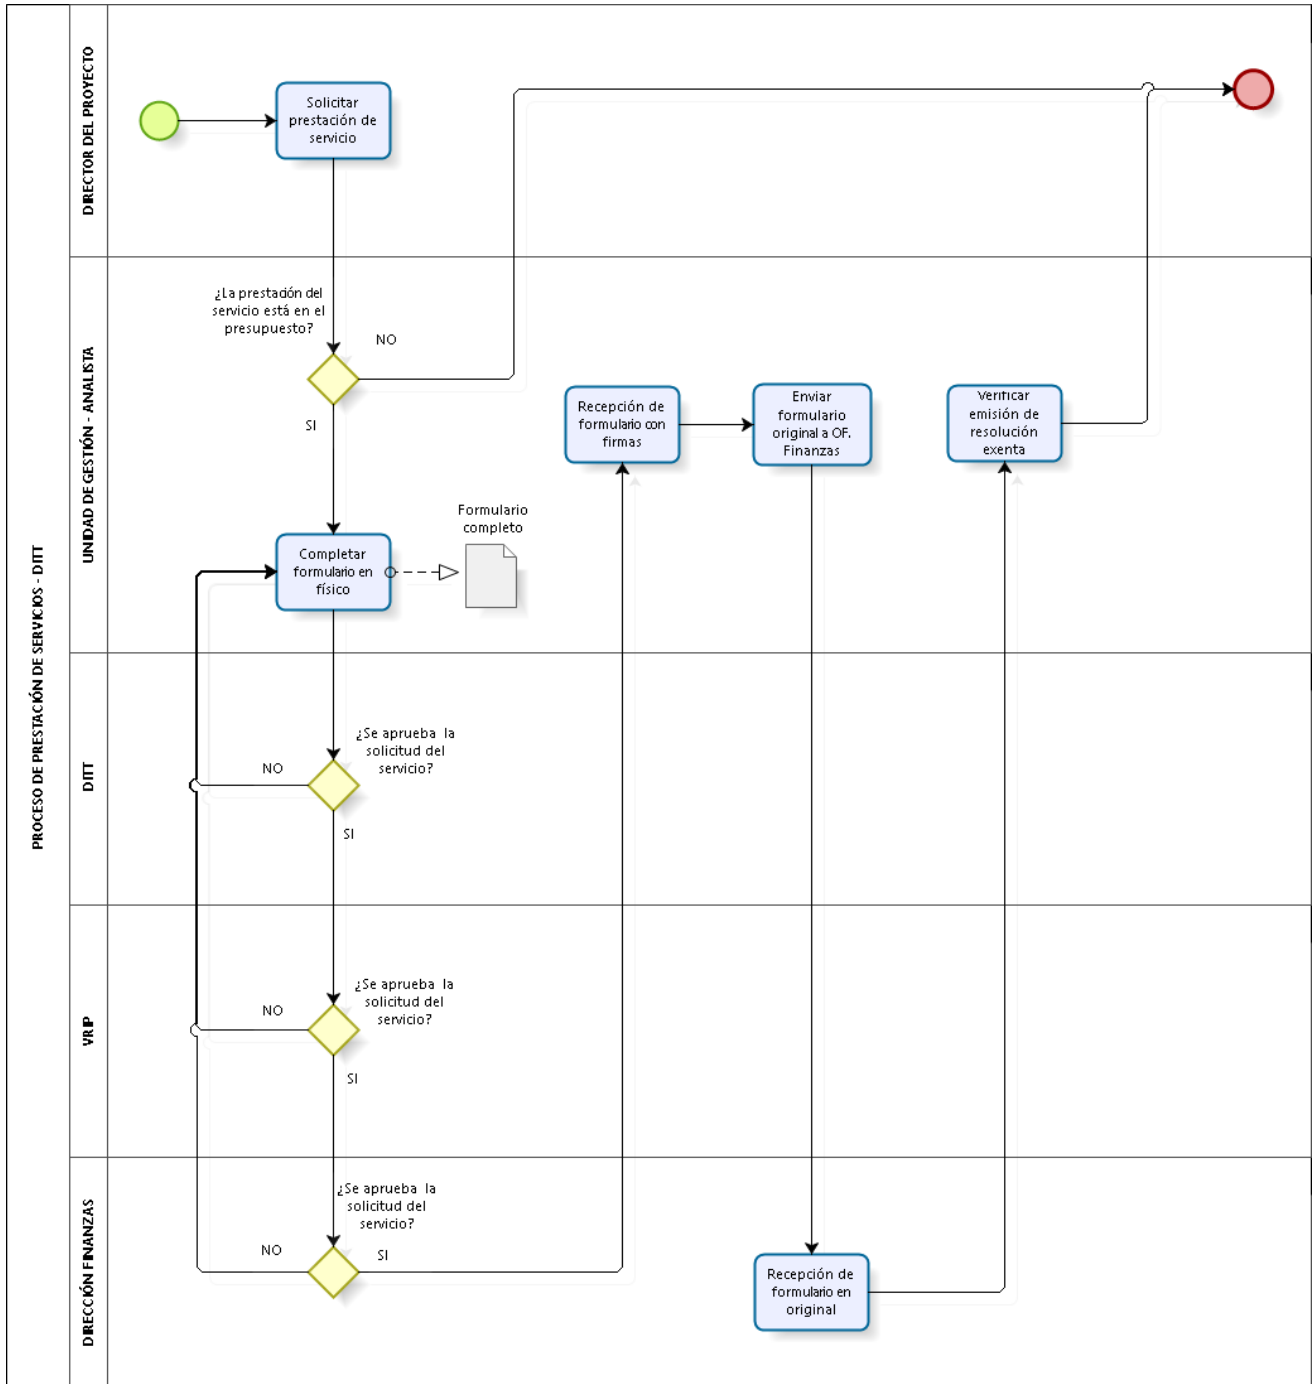 PROCESO DE PRESTACIÓN DE SERVICIOS - DITT
DIRECTOR DEL PROYECTO
Solicitar
prestación de
servicio
UNIDAD DE GESTIÓN - ANALISTA
¿La prestación del
servicio está en el
presupuesto?
NO
SI
Recepción de
formulario con
firmas
Enviar
formulario
original a OF.
Finanzas
Verificar
emisión de
resolución
exenta
Formulario
completo
Completar
formulario en
físico
DITT
¿Se aprueba la
solicitud del
servicio?
NO
SI
VRIP
¿Se aprueba la
solicitud del
servicio?
NO
SI
DIRECCIÓN FINANZAS
¿Se aprueba la
solicitud del
servicio?
NO
SI
Recepción de
formulario en
original